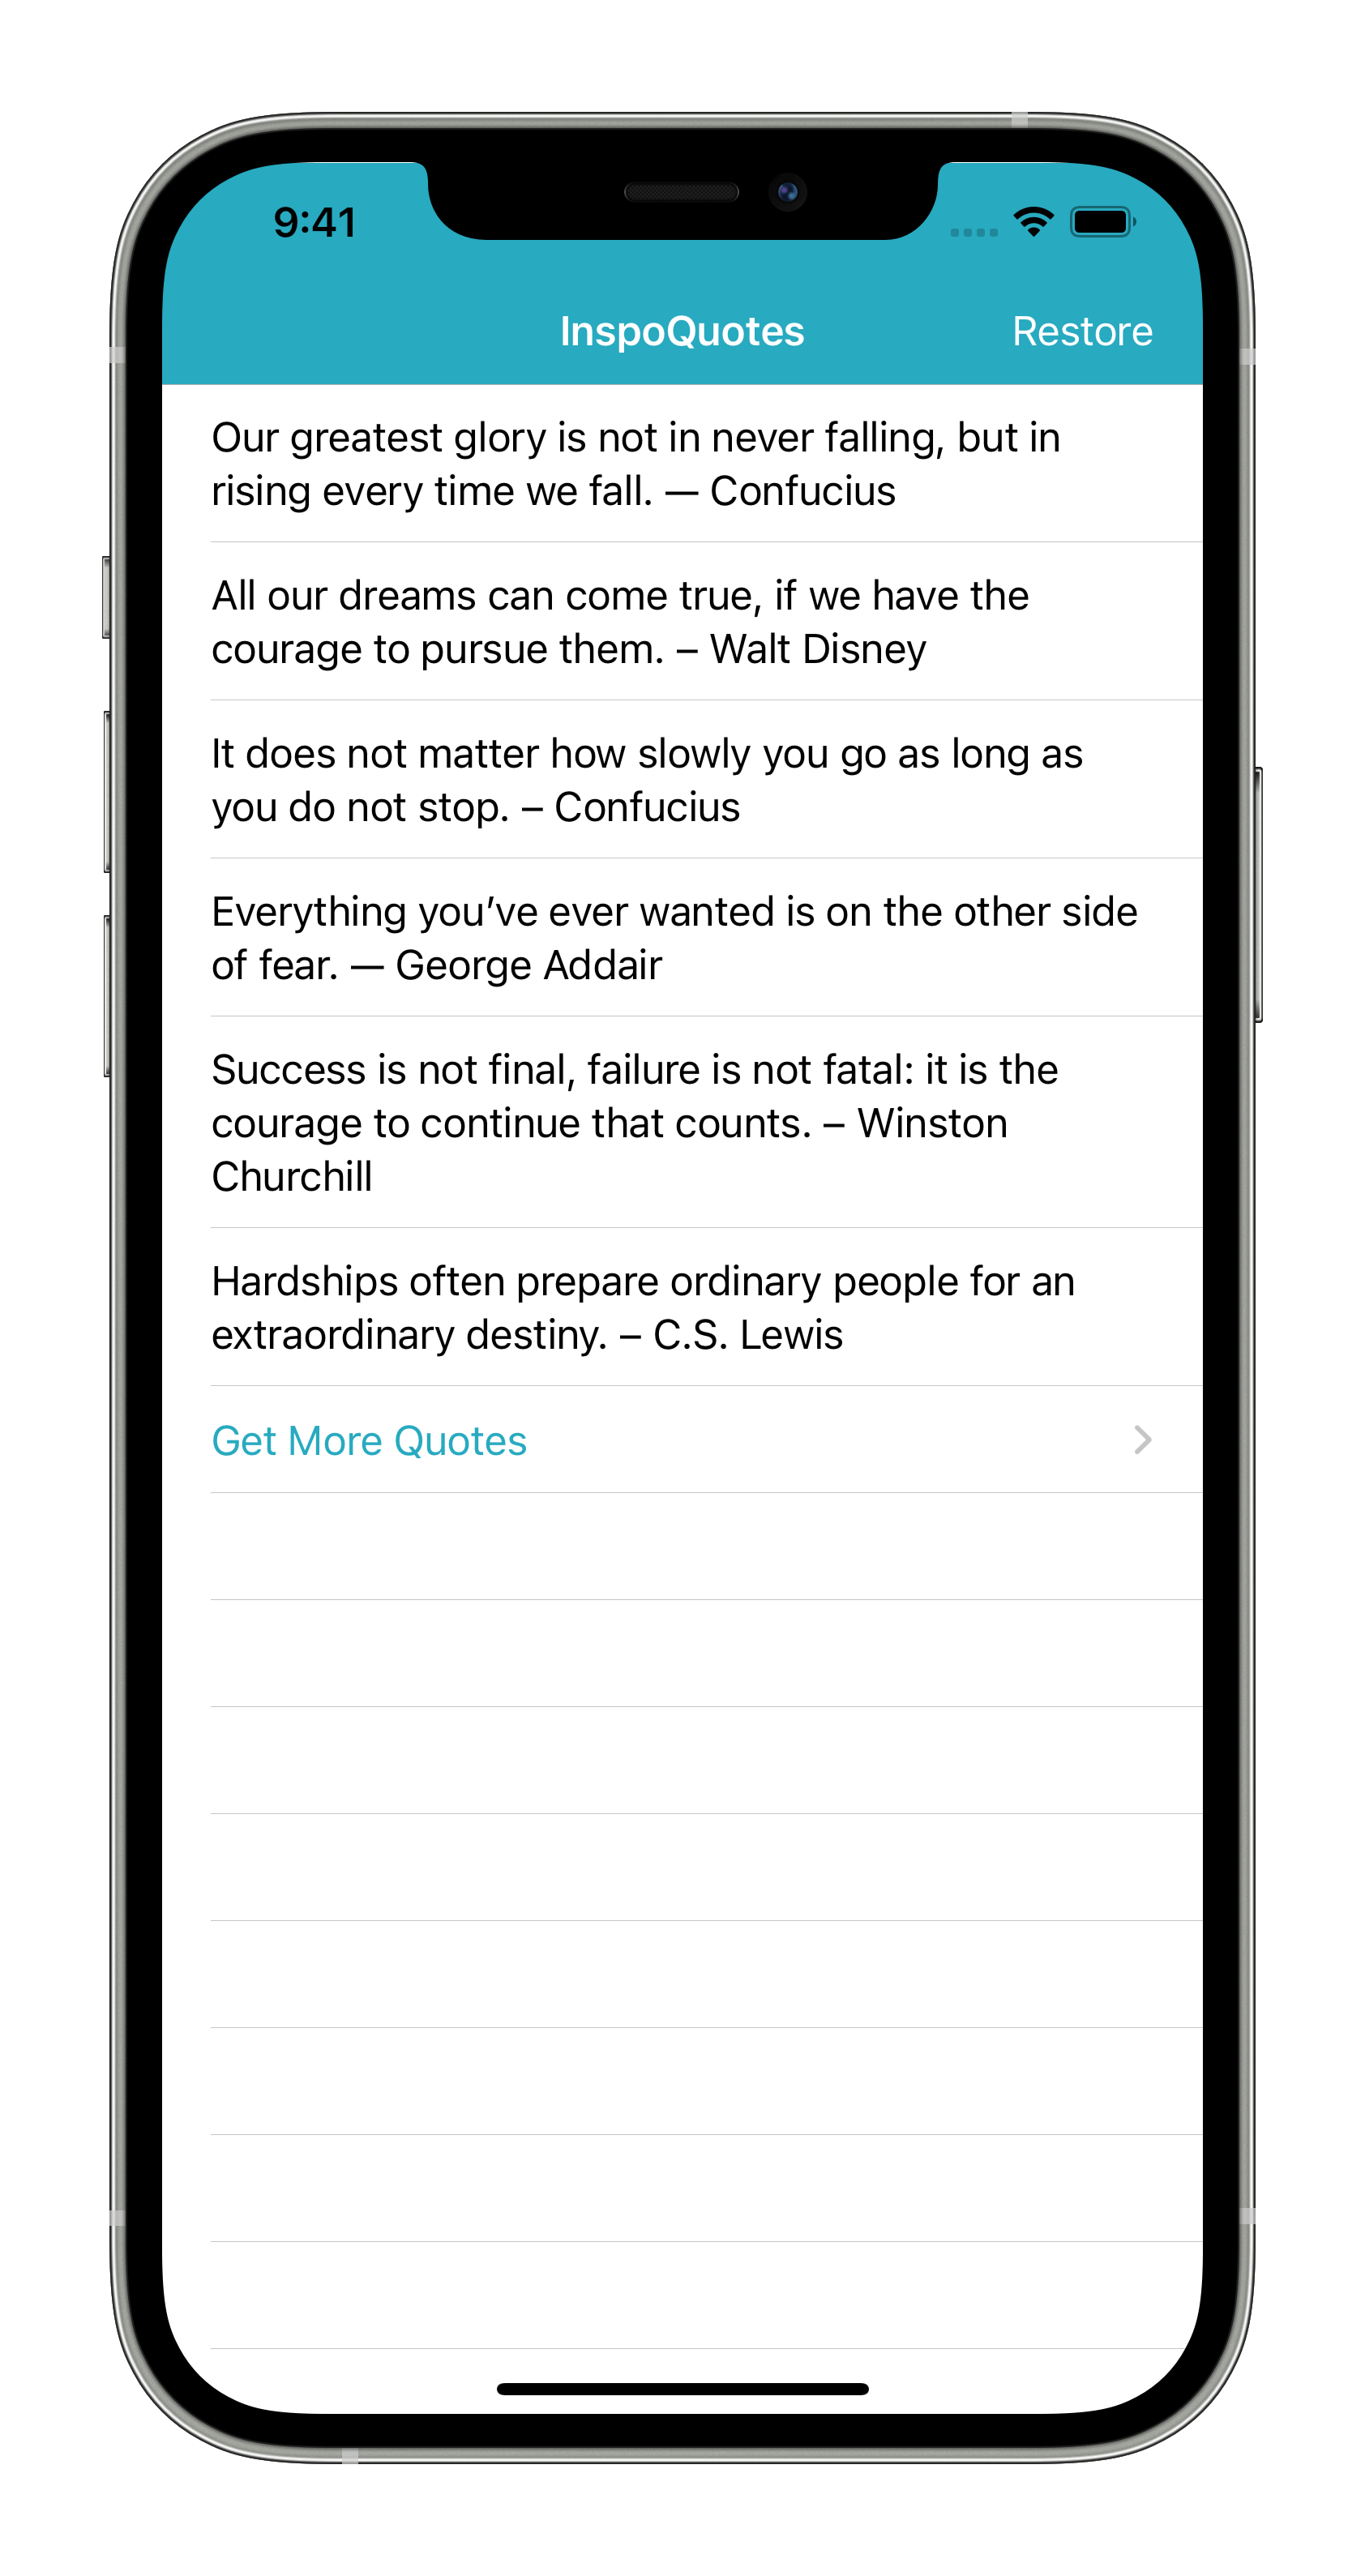 9:41
InspoQuotes
Restore
Our greatest glory is not in never falling, but in
rising every time we fall. — Confucius
All our dreams can come true, if we have the
courage to pursue them. – Walt Disney
It does not matter how slowly you go as long as
you do not stop. – Confucius
Everything you’ve ever wanted is on the other side
of fear. — George Addair
Success is not final, failure is not fatal: it is the
courage to continue that counts. – Winston
Churchill
Hardships often prepare ordinary people for an
extraordinary destiny. – C.S. Lewis
Get More Quotes